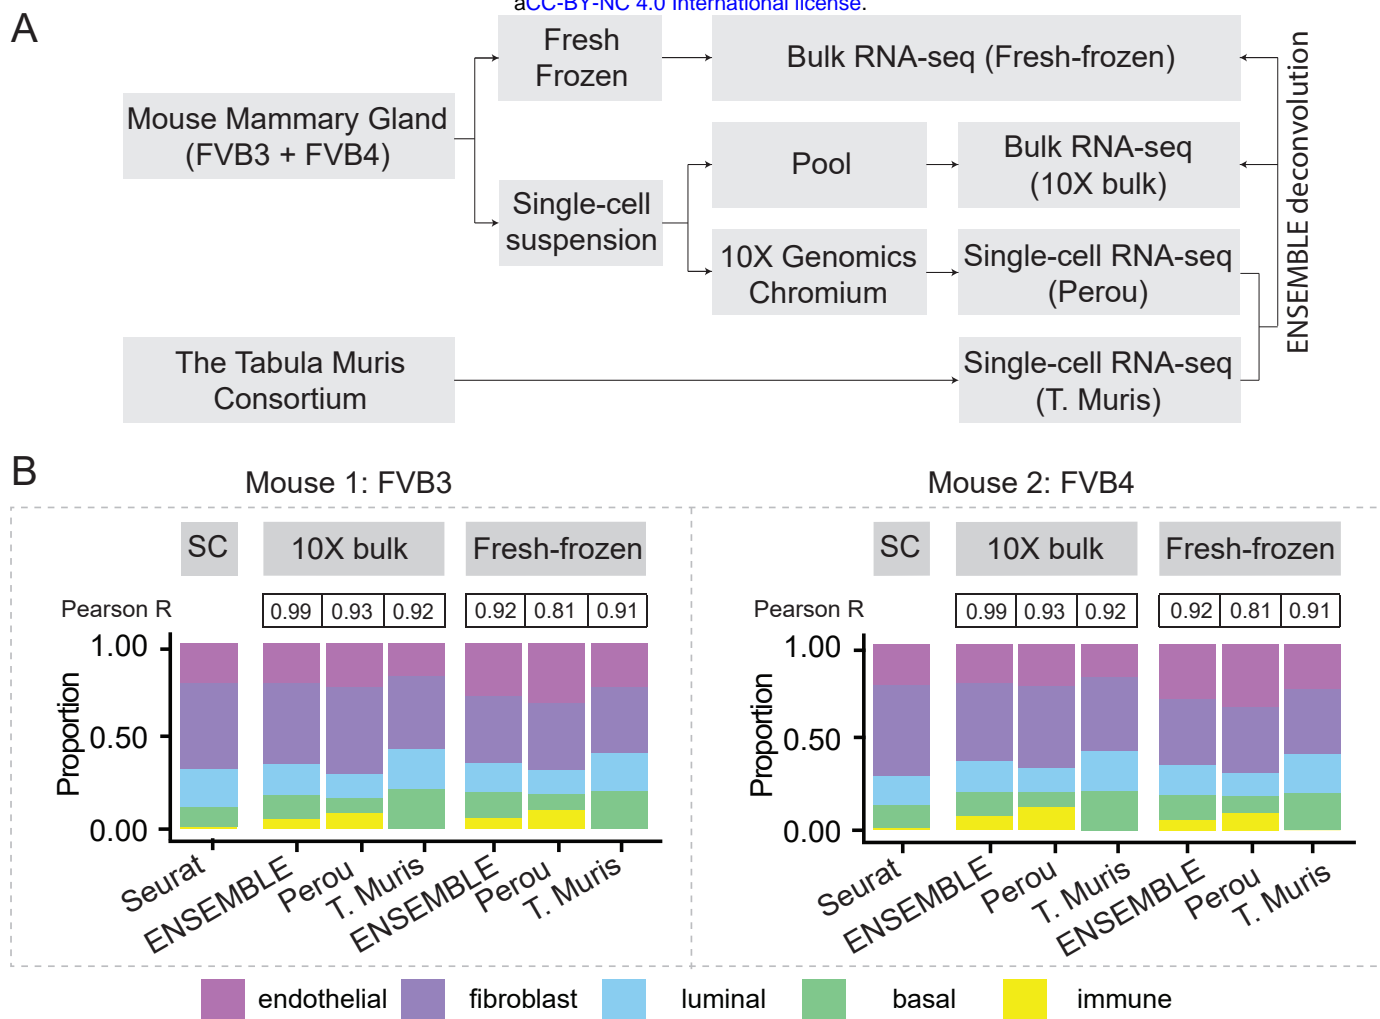 aCC-BY-NC 4.0 International license.
A
Fresh
Frozen
Bulk RNA-seq (Fresh-frozen)
Mouse Mammary Gland
(FVB3 + FVB4)
Pool
Bulk RNA-seq
(10X bulk)
Single-cell
suspension
10X Genomics
Chromium
Single-cell RNA-seq
(Perou)
The Tabula Muris
Consortium
Single-cell RNA-seq
(T. Muris)
ENSEMBLE deconvolution
B
Mouse 1: FVB3
SC
10X bulk
Fresh-frozen
Pearson R
0.99 0.93 0.92 0.92 0.81 0.91
Proportion
1.00
0.50
0.00
Seurat
ENSEMBLE
Perou
T. Muris
ENSEMBLE
Perou
T. Muris
Mouse 2: FVB4
SC
10X bulk
Fresh-frozen
Pearson R
0.99 0.93 0.92 0.92 0.81 0.91
Proportion
1.00
0.50
0.00
Seurat
ENSEMBLE
Perou
T. Muris
ENSEMBLE
Perou
T. Muris
endothelial fibroblast luminal basal immune